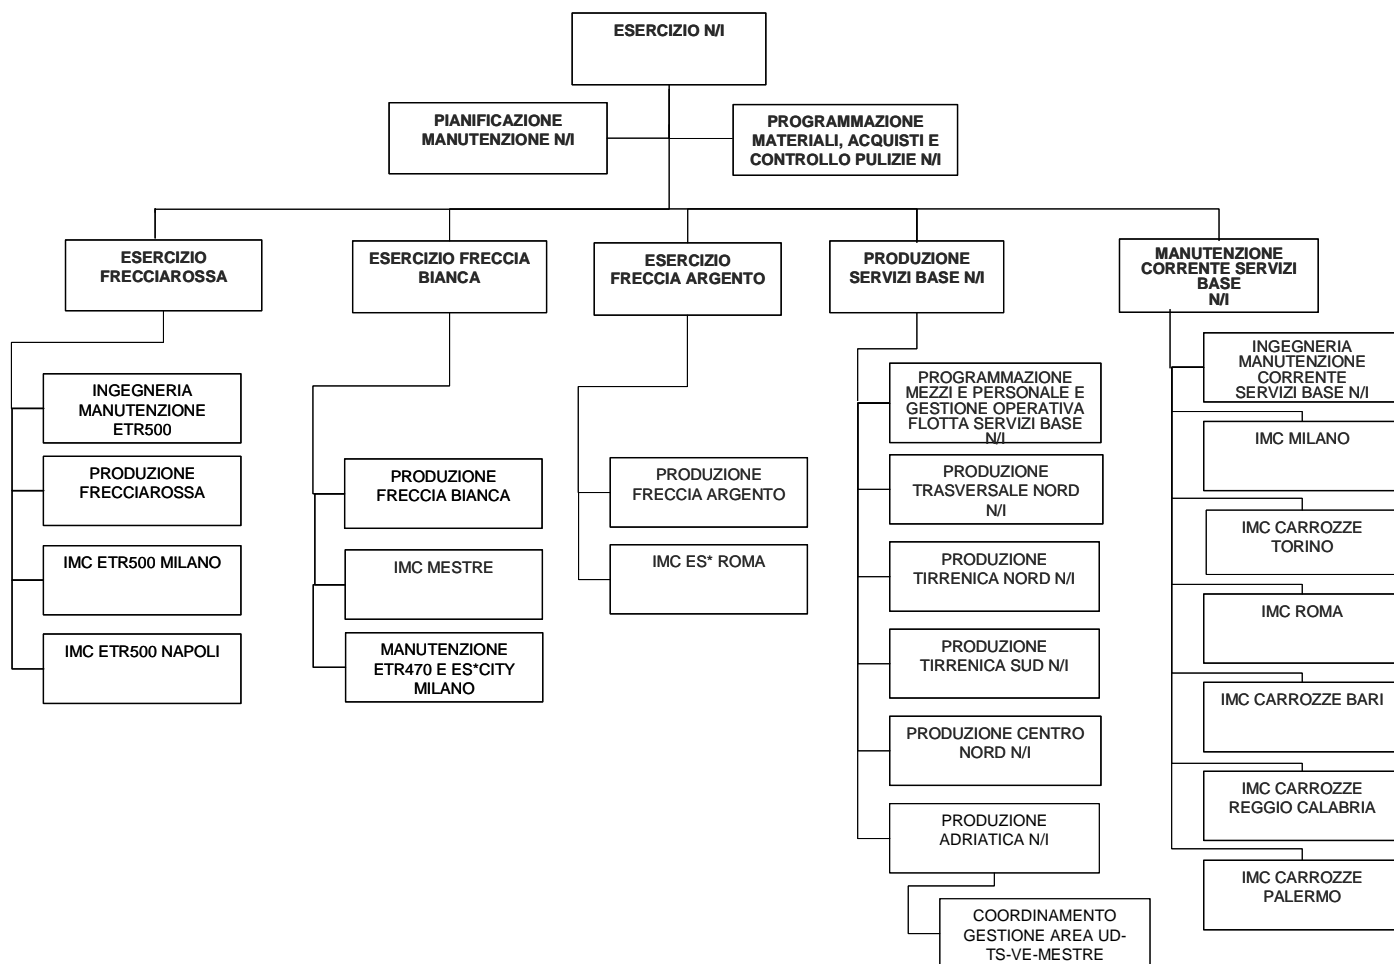 ESERCIZIO N/I
PIANIFICAZIONE
MANUTENZIONE N/I
PROGRAMMAZIONE
MATERIALI, ACQUISTI E
CONTROLLO PULIZIE N/I
ESERCIZIO
FRECCIAROSSA
ESERCIZIO FRECCIA
BIANCA
ESERCIZIO
FRECCIA ARGENTO
PRODUZIONE
SERVIZI BASE N/I
MANUTENZIONE
CORRENTE SERVIZI
BASE
N/I
INGEGNERIA
MANUTENZIONE
ETR500
PRODUZIONE
FRECCIAROSSA
IMC ETR500 MILANO
IMC ETR500 NAPOLI
PRODUZIONE
FRECCIA BIANCA
IMC MESTRE
MANUTENZIONE
ETR470 E ES*CITY
MILANO
PRODUZIONE
FRECCIA ARGENTO
IMC ES* ROMA
PROGRAMMAZIONE
MEZZI E PERSONALE E
GESTIONE OPERATIVA
FLOTTA SERVIZI BASE
N/I
PRODUZIONE
TRASVERSALE NORD
N/I
PRODUZIONE
TIRRENICA NORD N/I
PRODUZIONE
TIRRENICA SUD N/I
PRODUZIONE CENTRO
NORD N/I
PRODUZIONE
ADRIATICA N/I
COORDINAMENTO
GESTIONE AREA UD-
TS-VE-MESTRE
INGEGNERIA
MANUTENZIONE
CORRENTE
SERVIZI BASE N/I
IMC MILANO
IMC CARROZZE
TORINO
IMC ROMA
IMC CARROZZE BARI
IMC CARROZZE
REGGIO CALABRIA
IMC CARROZZE
PALERMO